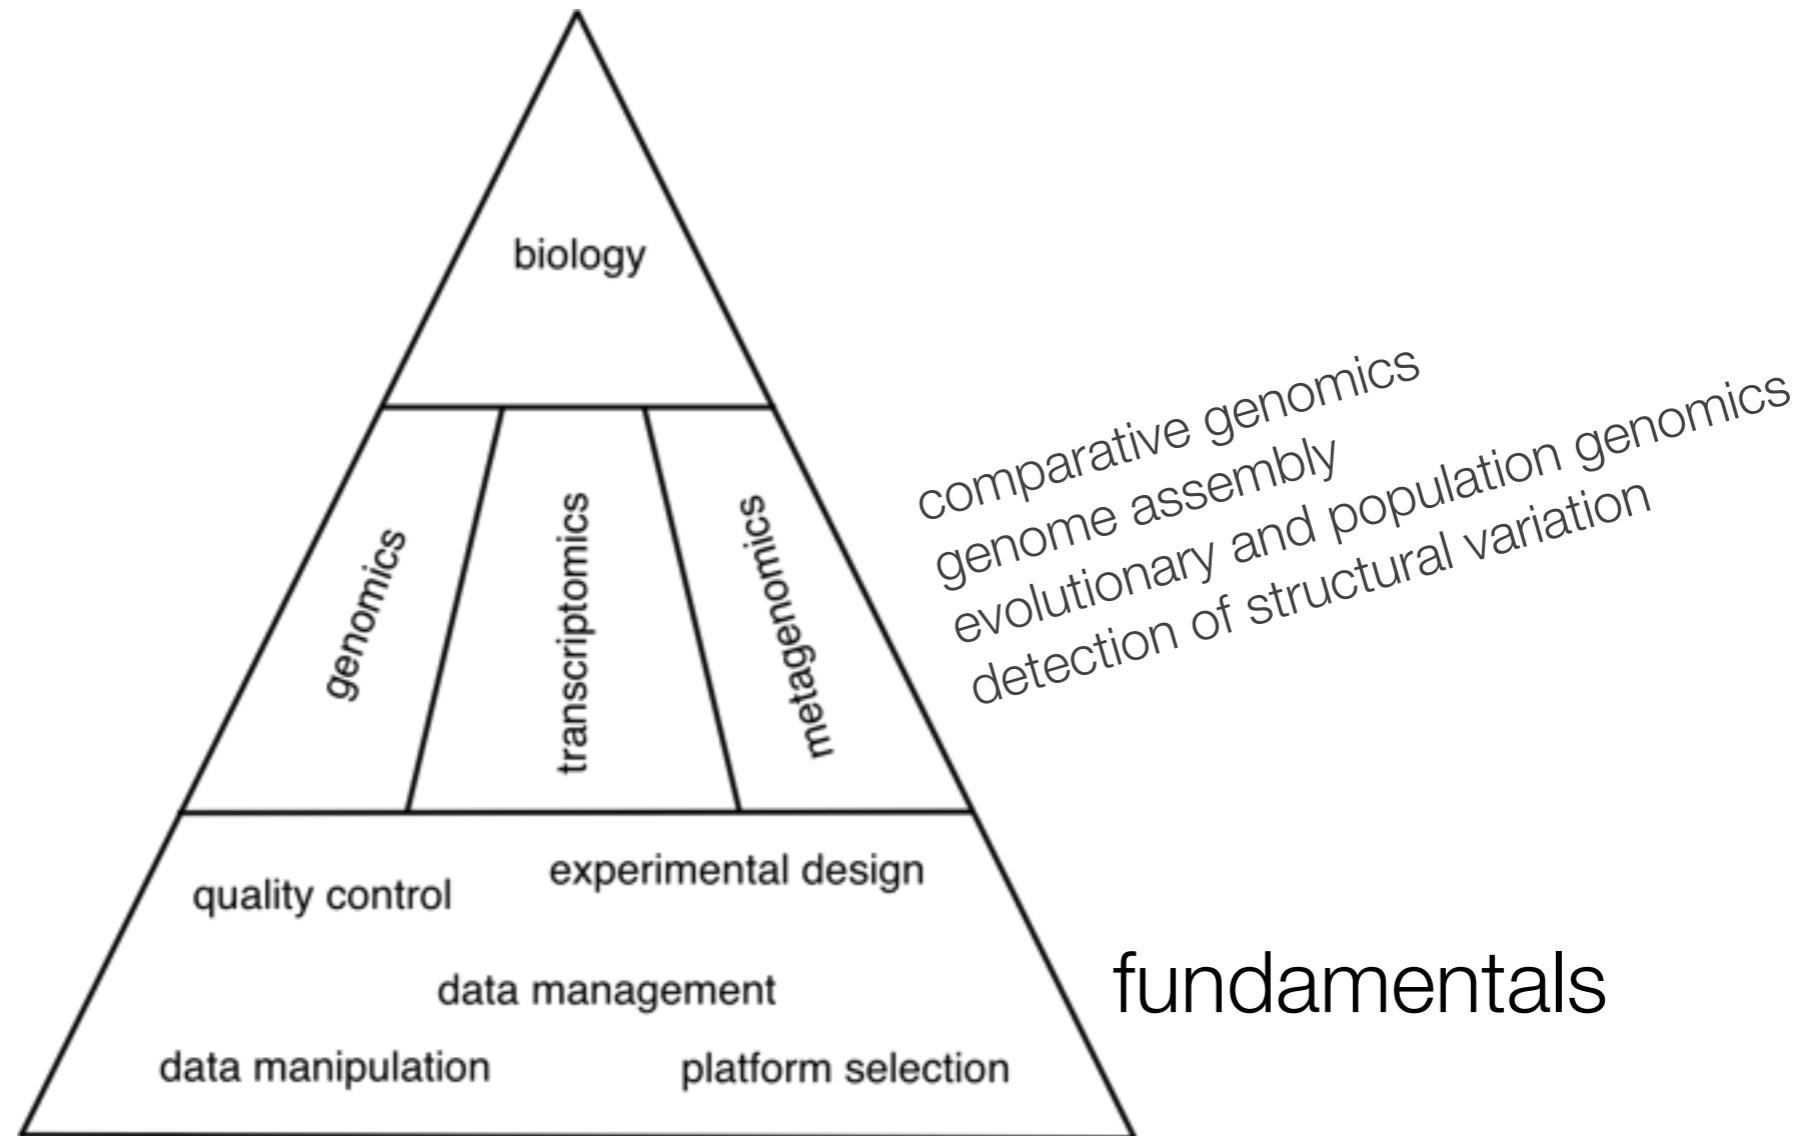 biology
genomics
transcriptomics
metagenomics
comparative genomics
genome assembly
evolutionary and population genomics
detection of structural variation
quality control
experimental design
data management
fundamentals
data manipulation
platform selection